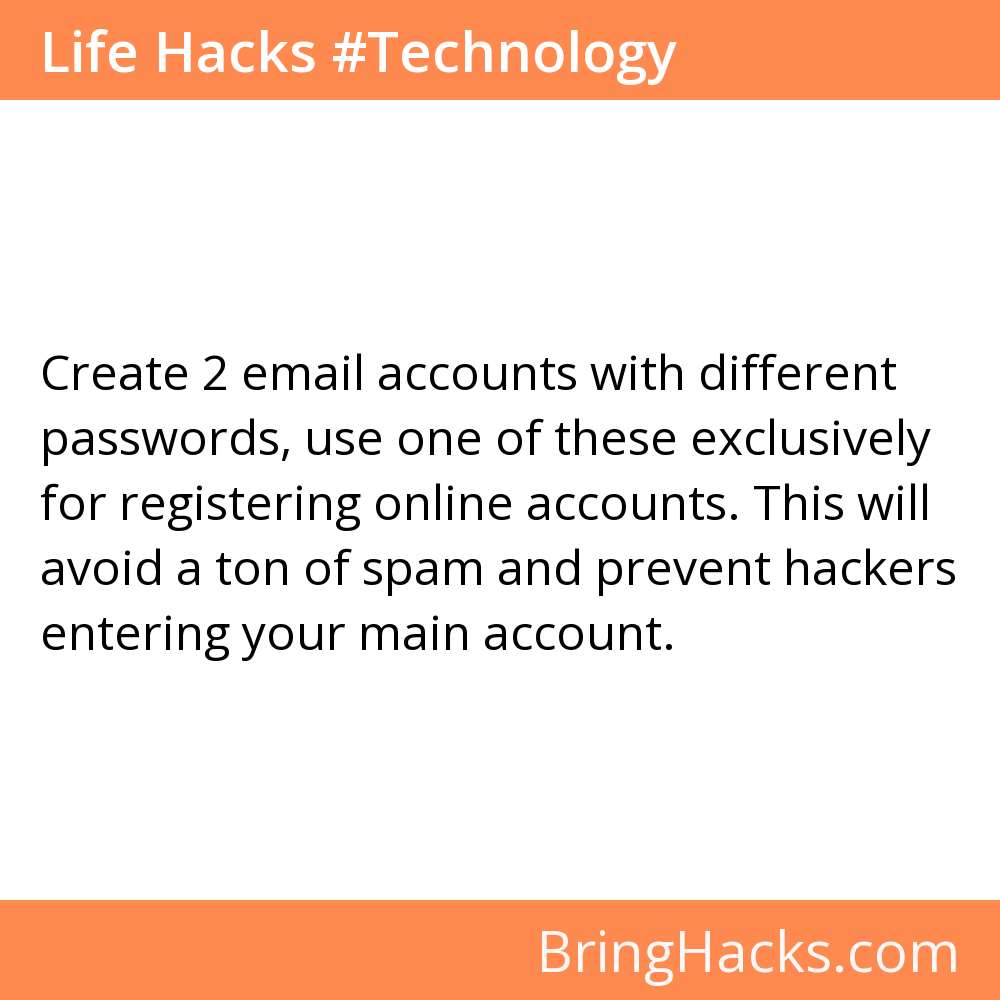 Life Hacks #Technology
Create 2 email accounts with different
passwords, use one of these exclusively
for registering online accounts. This will
avoid a ton of spam and prevent hackers
entering your main account.
BringHacks.com